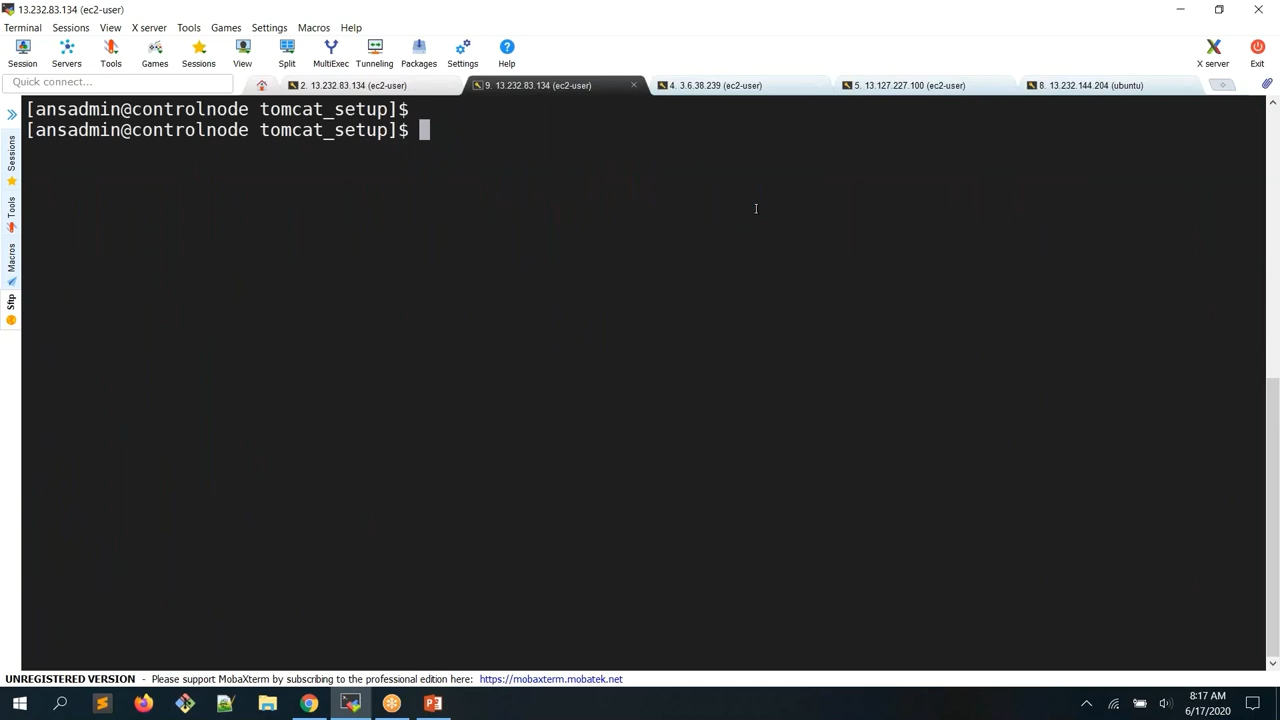 13.232.83.134 (ec2-user)
Terminal Sessions View X server Tools Games Settings Macros Help
Session Servers Tools Games Sessions View Split MultiExec Tunneling Packages Settings Help X server Exit
Quick connect...
2. 13.232.83.134 (ec2-user)
9. 13.232.83.134 (ec2-user)
4. 3.6.38.239 (ec2-user)
5. 13.127.227.100 (ec2-user)
8. 13.232.144.204 (ubuntu)
[ansadmin@controlnode tomcat_setup]$
[ansadmin@controlnode tomcat_setup]$
Sessions
Tools
Macros
Sftp
UNREGISTERED VERSION - Please support MobaXterm by subscribing to the professional edition here: https://mobaxterm.mobatek.net
8:17 AM
6/17/2020